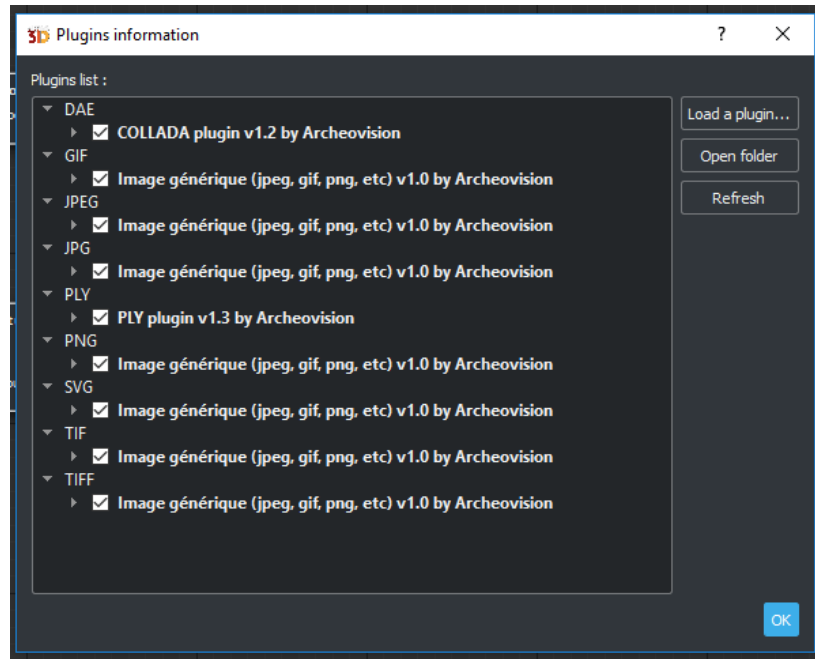 3D Plugins information
Plugins list :
DAE
COLLADA plugin v1.2 by Archeovision
GIF
Image générique (jpeg, gif, png, etc) v1.0 by Archeovision
JPEG
Image générique (jpeg, gif, png, etc) v1.0 by Archeovision
JPG
Image générique (jpeg, gif, png, etc) v1.0 by Archeovision
PLY
PLY plugin v1.3 by Archeovision
PNG
Image générique (jpeg, gif, png, etc) v1.0 by Archeovision
SVG
Image générique (jpeg, gif, png, etc) v1.0 by Archeovision
TIF
Image générique (jpeg, gif, png, etc) v1.0 by Archeovision
TIFF
Image générique (jpeg, gif, png, etc) v1.0 by Archeovision
Load a plugin...
Open folder
Refresh
OK